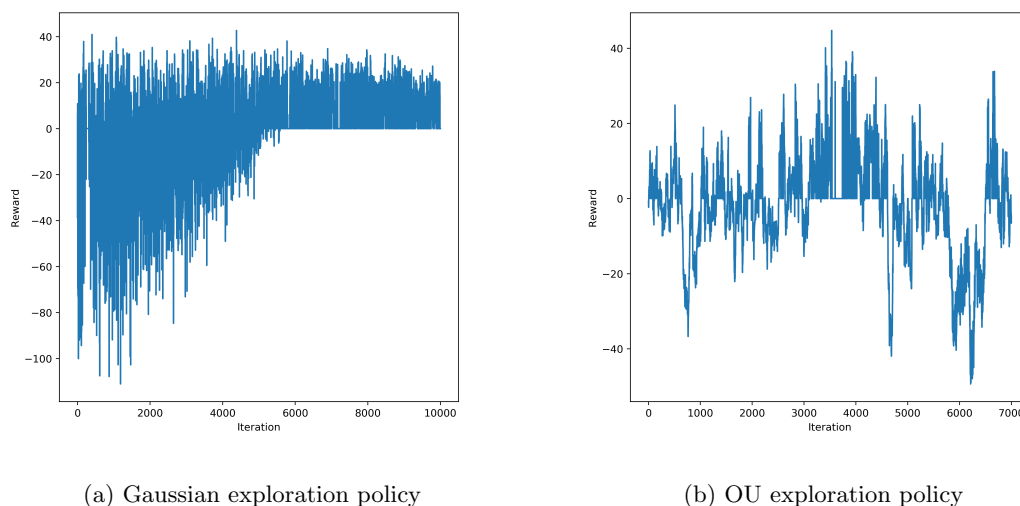 40
20
0
−20
−40
−60
−80
−100
Reward
0 2000 4000 6000 8000 10000
Iteration
(a) Gaussian exploration policy
40
20
0
−20
−40
Reward
0 1000 2000 3000 4000 5000 6000 7000
Iteration
(b) OU exploration policy